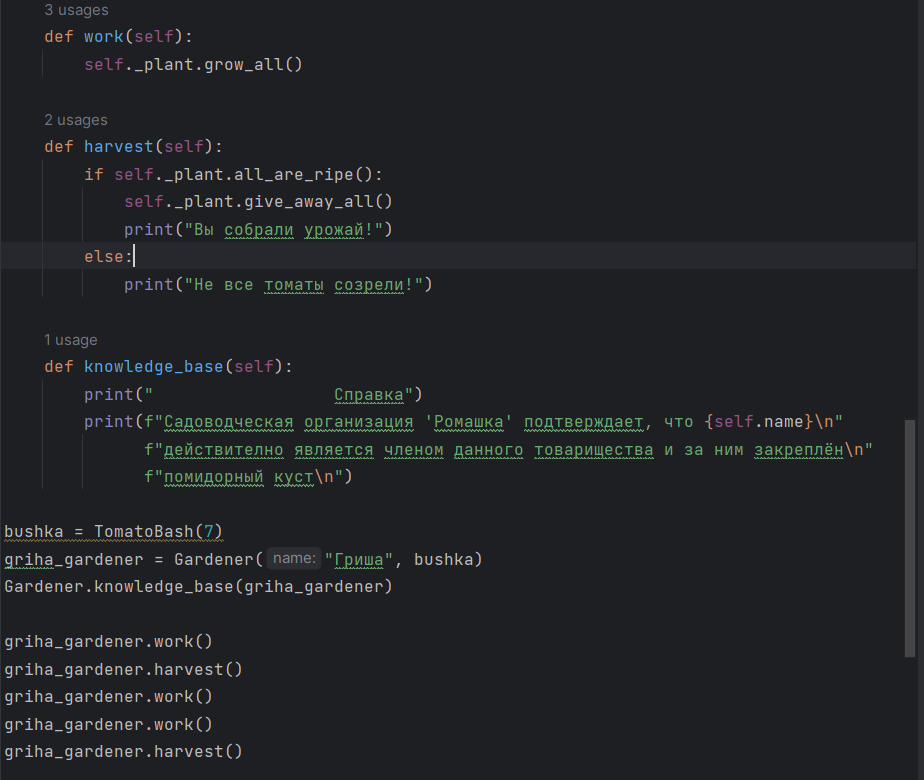 3 usages
def work(self):
    self._plant.grow_all()
2 usages
def harvest(self):
    if self._plant.all_are_ripe():
        self._plant.give_away_all()
        print("Вы собрали урожай!")
    else:
        print("Не все томаты созрели!")
1 usage
def knowledge_base(self):
    print("                  Справка")
    print(f"Садоводческая организация 'Ромашка' подтверждает, что {self.name}\n"
          f"действительно является членом данного товарищества и за ним закреплён\n"
          f"помидорный куст\n")
bushka = TomatoBash(7)
griha_gardener = Gardener( name: "Гриша", bushka)
Gardener.knowledge_base(griha_gardener)
griha_gardener.work()
griha_gardener.harvest()
griha_gardener.work()
griha_gardener.work()
griha_gardener.harvest()